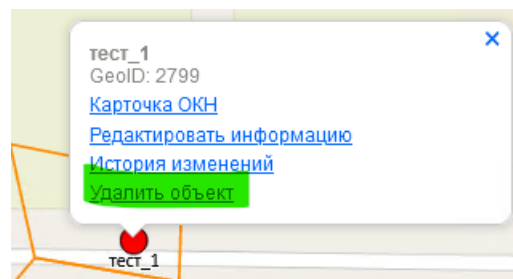 тест_1
GeoID: 2799
Карточка ОКН
Редактировать информацию
История изменений
Удалить объект
тест_1